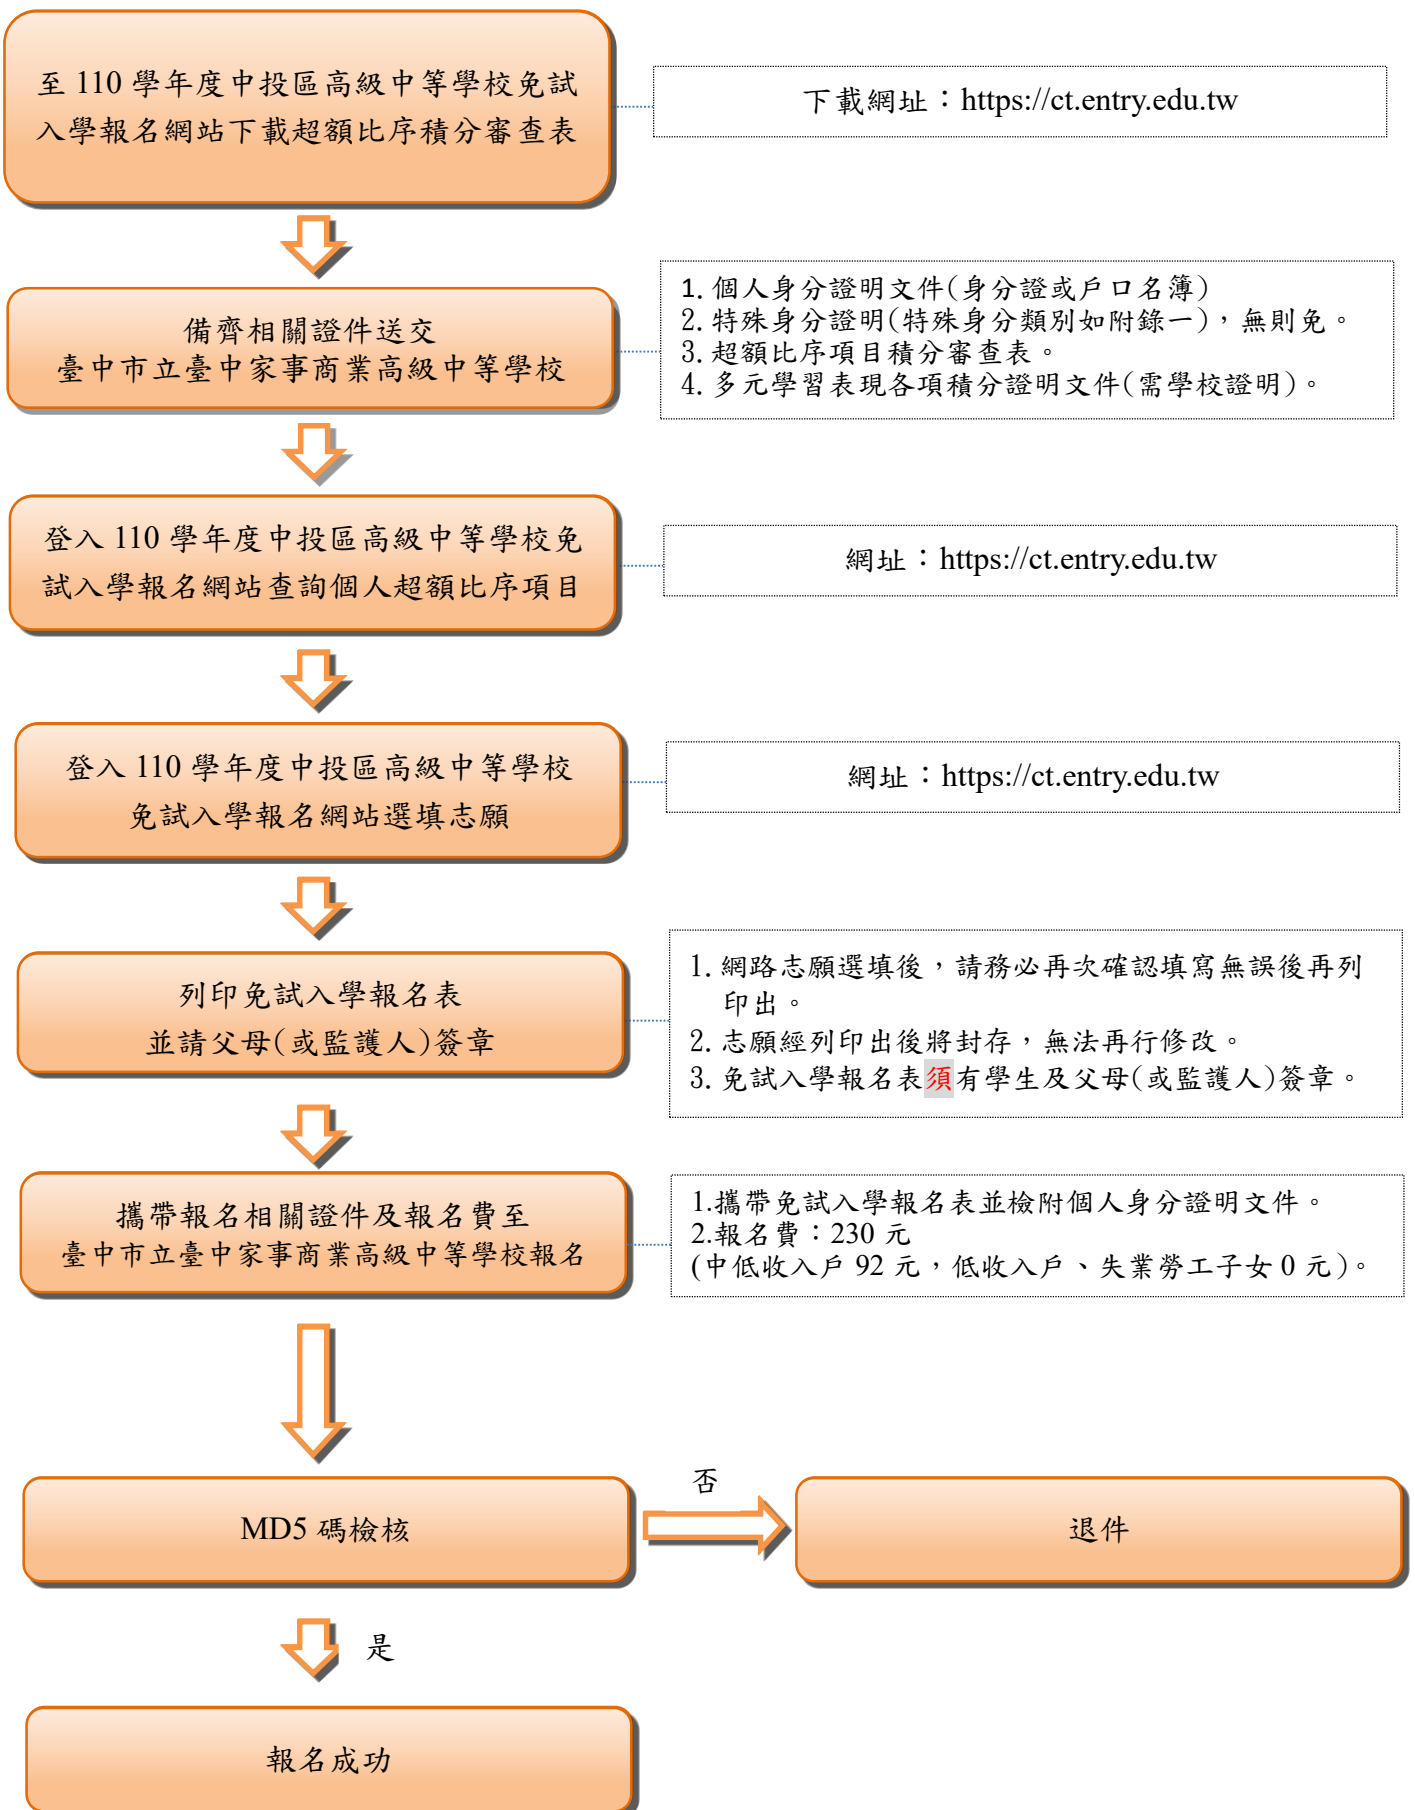 至 110 學年度中投區高級中等學校免試
入學報名網站下載超額比序積分審查表
下載網址：https://ct.entry.edu.tw
備齊相關證件送交
臺中市立臺中家事商業高級中等學校
1. 個人身分證明文件(身分證或戶口名簿)
2. 特殊身分證明(特殊身分類別如附錄一)，無則免。
3. 超額比序項目積分審查表。
4. 多元學習表現各項積分證明文件(需學校證明)。
登入 110 學年度中投區高級中等學校免
試入學報名網站查詢個人超額比序項目
網址：https://ct.entry.edu.tw
登入 110 學年度中投區高級中等學校
免試入學報名網站選填志願
網址：https://ct.entry.edu.tw
列印免試入學報名表
並請父母(或監護人)簽章
1. 網路志願選填後，請務必再次確認填寫無誤後再列
印出。
2. 志願經列印出後將封存，無法再行修改。
3. 免試入學報名表須有學生及父母(或監護人)簽章。
攜帶報名相關證件及報名費至
臺中市立臺中家事商業高級中等學校報名
1.攜帶免試入學報名表並檢附個人身分證明文件。
2.報名費：230 元
(中低收入戶 92 元，低收入戶、失業勞工子女 0 元)。
MD5 碼檢核
否
退件
是
報名成功